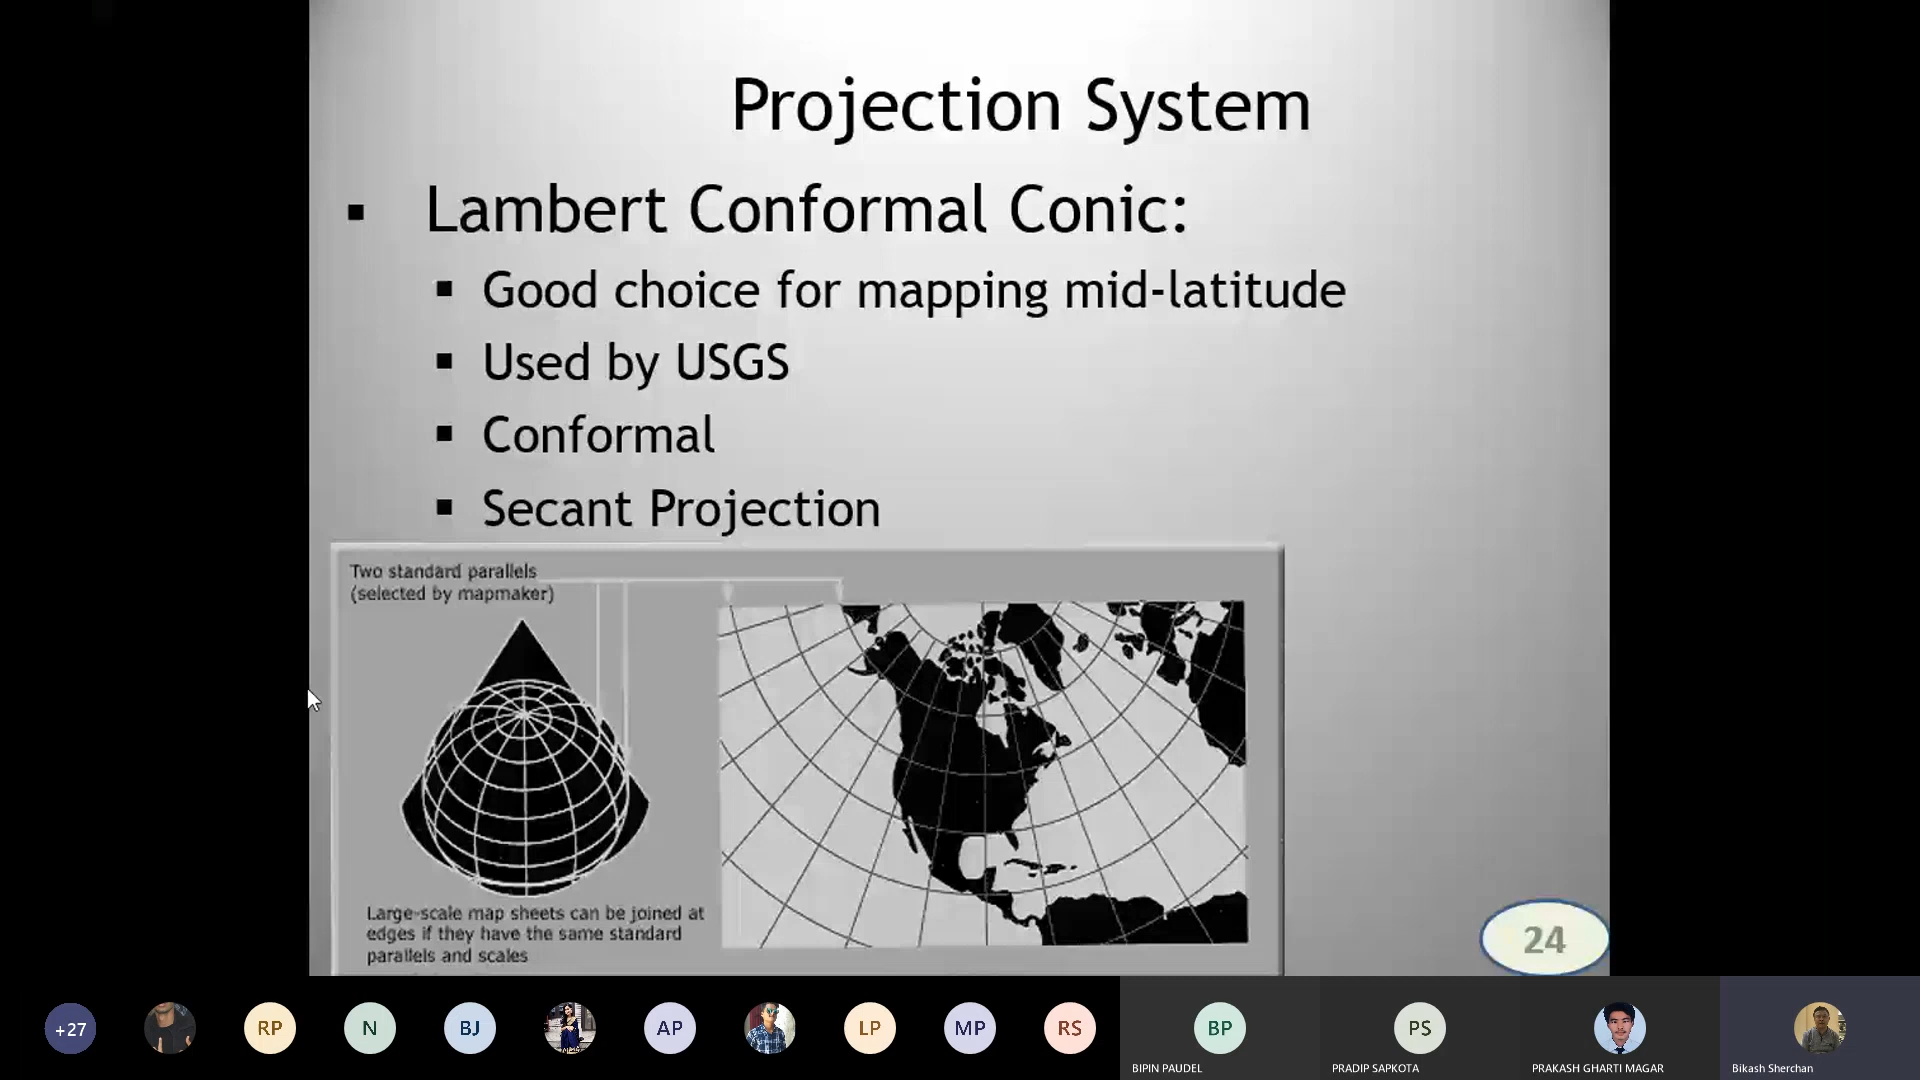 Projection System
▪ Lambert Conformal Conic:
▪ Good choice for mapping mid-latitude
▪ Used by USGS
▪ Conformal
▪ Secant Projection
Two standard parallels
(selected by mapmaker)
Large-scale map sheets can be joined at
edges if they have the same standard
parallels and scales
24
+27
RP
N
BJ
AP
LP
MP
RS
BP
PS
BIPIN PAUDEL
PRADIP SAPKOTA
PRAKASH GHARTI MAGAR
Bikash Sherchan